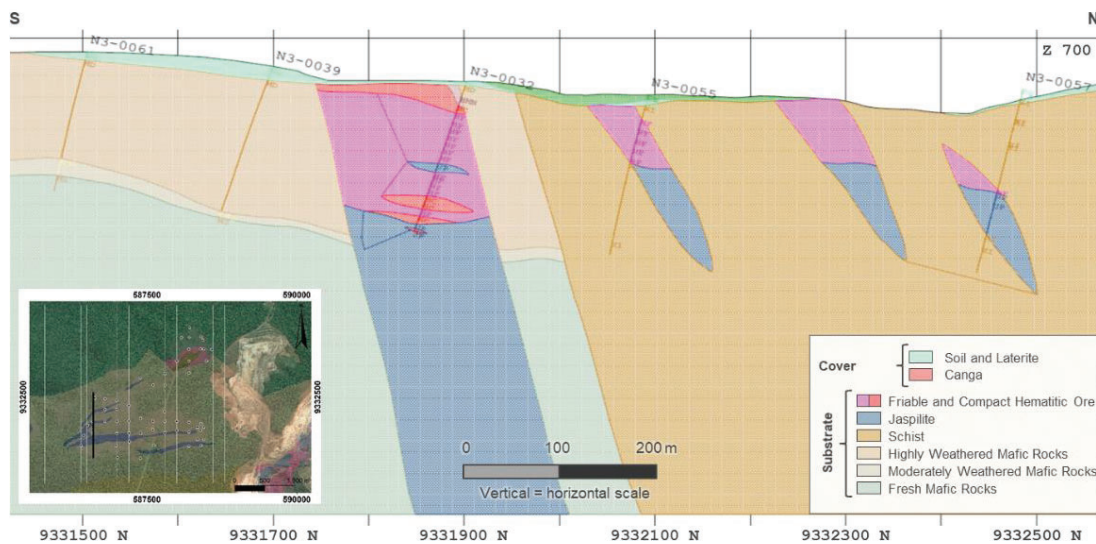 S
N
N3-0061
N3-0039
N3-0032
N3-0055
N3-0057
Z 700
587500
590000
9332500
9332500
587500
590000
0 100 200 m
Vertical = horizontal scale
Cover
Soil and Laterite
Canga
Substrate
Friable and Compact Hematitic Ore
Jaspilite
Schist
Highly Weathered Mafic Rocks
Moderately Weathered Mafic Rocks
Fresh Mafic Rocks
9331500 N
9331700 N
9331900 N
9332100 N
9332300 N
9332500 N